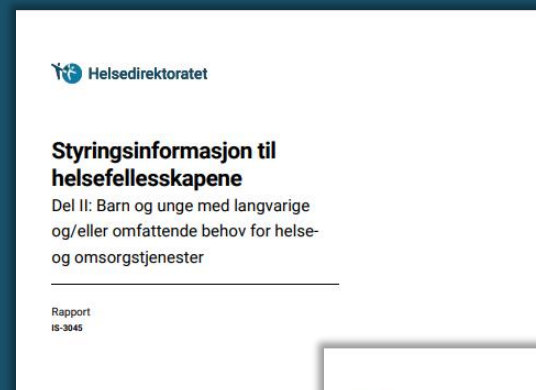 Helsedirektoratet
Styringsinformasjon til
helsefellesskapene
Del II: Barn og unge med langvarige
og/eller omfattende behov for helse-
og omsorgstjenester
Rapport
IS-3045